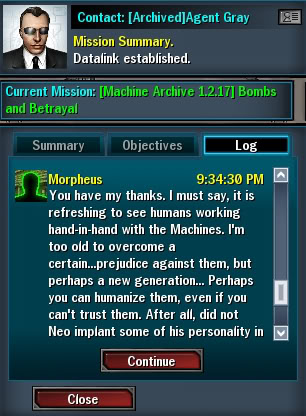 Contact: [Archived]Agent Gray
Mission Summary.
Datalink established.
Current Mission: [Machine Archive 1.2.17] Bombs
and Betrayal
Summary
Objectives
Log
Morpheus 9:34:30 PM
You have my thanks. I must say, it is
refreshing to see humans working
hand-in-hand with the Machines. I'm
too old to overcome a
certain...prejudice against them, but
perhaps a new generation... Perhaps
you can humanize them, even if you
can't trust them. After all, did not
Neo implant some of his personality in
Continue
Close